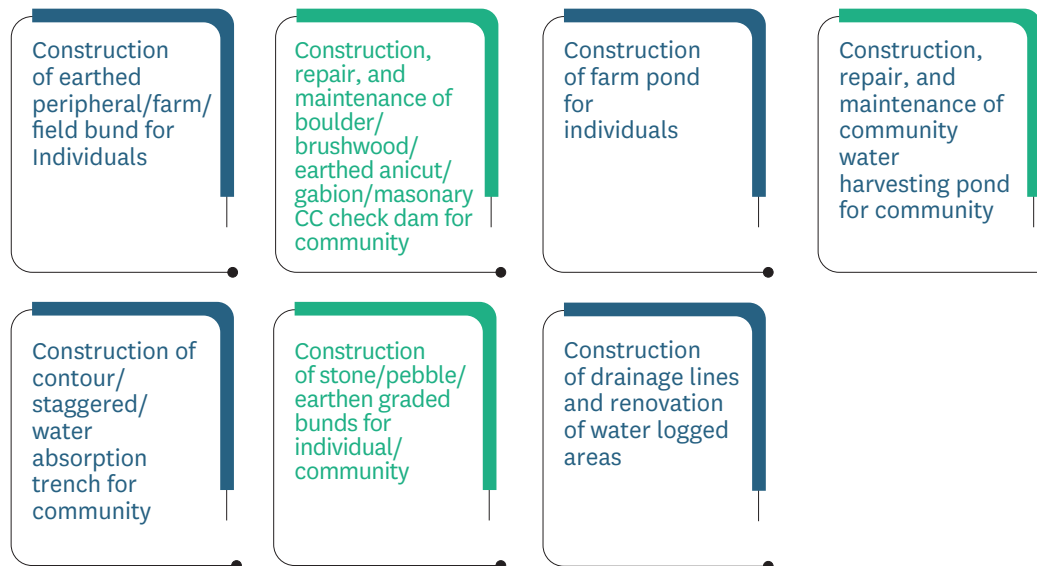 Construction
of earthed
peripheral/farm/
field bund for
Individuals
Construction,
repair, and
maintenance of
boulder/
brushwood/
earthed anicut/
gabion/masonary
CC check dam for
community
Construction
of farm pond
for
individuals
Construction,
repair, and
maintenance of
community
water
harvesting pond
for community
Construction of
contour/
staggered/
water
absorption
trench for
community
Construction
of stone/pebble/
earthen graded
bunds for
individual/
community
Construction
of drainage lines
and renovation
of water logged
areas